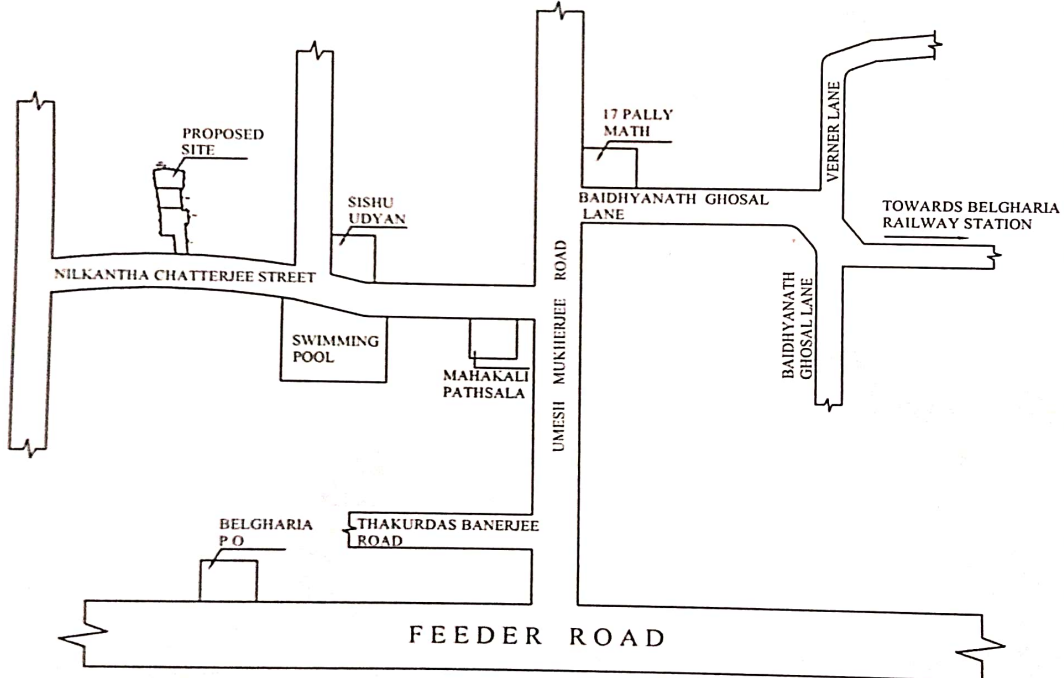 PROPOSED
SITE
17 PALLY
MATH
VERNER LANE
SISHU
UDYAN
BAIDHYANATH GHOSAL
LANE
TOWARDS BELGHARIA
RAILWAY STATION
NILKANTHA CHATTERJEE STREET
UMESH MUKHERJEE ROAD
BAIDHYANATH
GHOSAL LANE
SWIMMING
POOL
MAHAKALI
PATHSALA
BELGHARIA
P O
THAKURDAS BANERJEE
ROAD
FEEDER ROAD